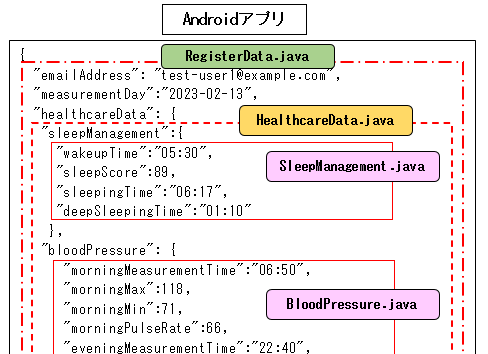 Androidアプリ
{
RegisterData.java
"emailAddress": "test-user1@example.com",
"measurementDay":"2023-02-13",
"healthcareData": {
HealthcareData.java
"sleepManagement":{
"wakeupTime":"05:30",
"sleepScore":89,
SleepManagement.java
"sleepingTime":"06:17",
"deepSleepingTime":"01:10"
},
"bloodPressure": {
"morningMeasurementTime":"06:50",
"morningMax":118,
BloodPressure.java
"morningMin":71,
"morningPulseRate":66,
"eveningMeasurementTime":"22:40",